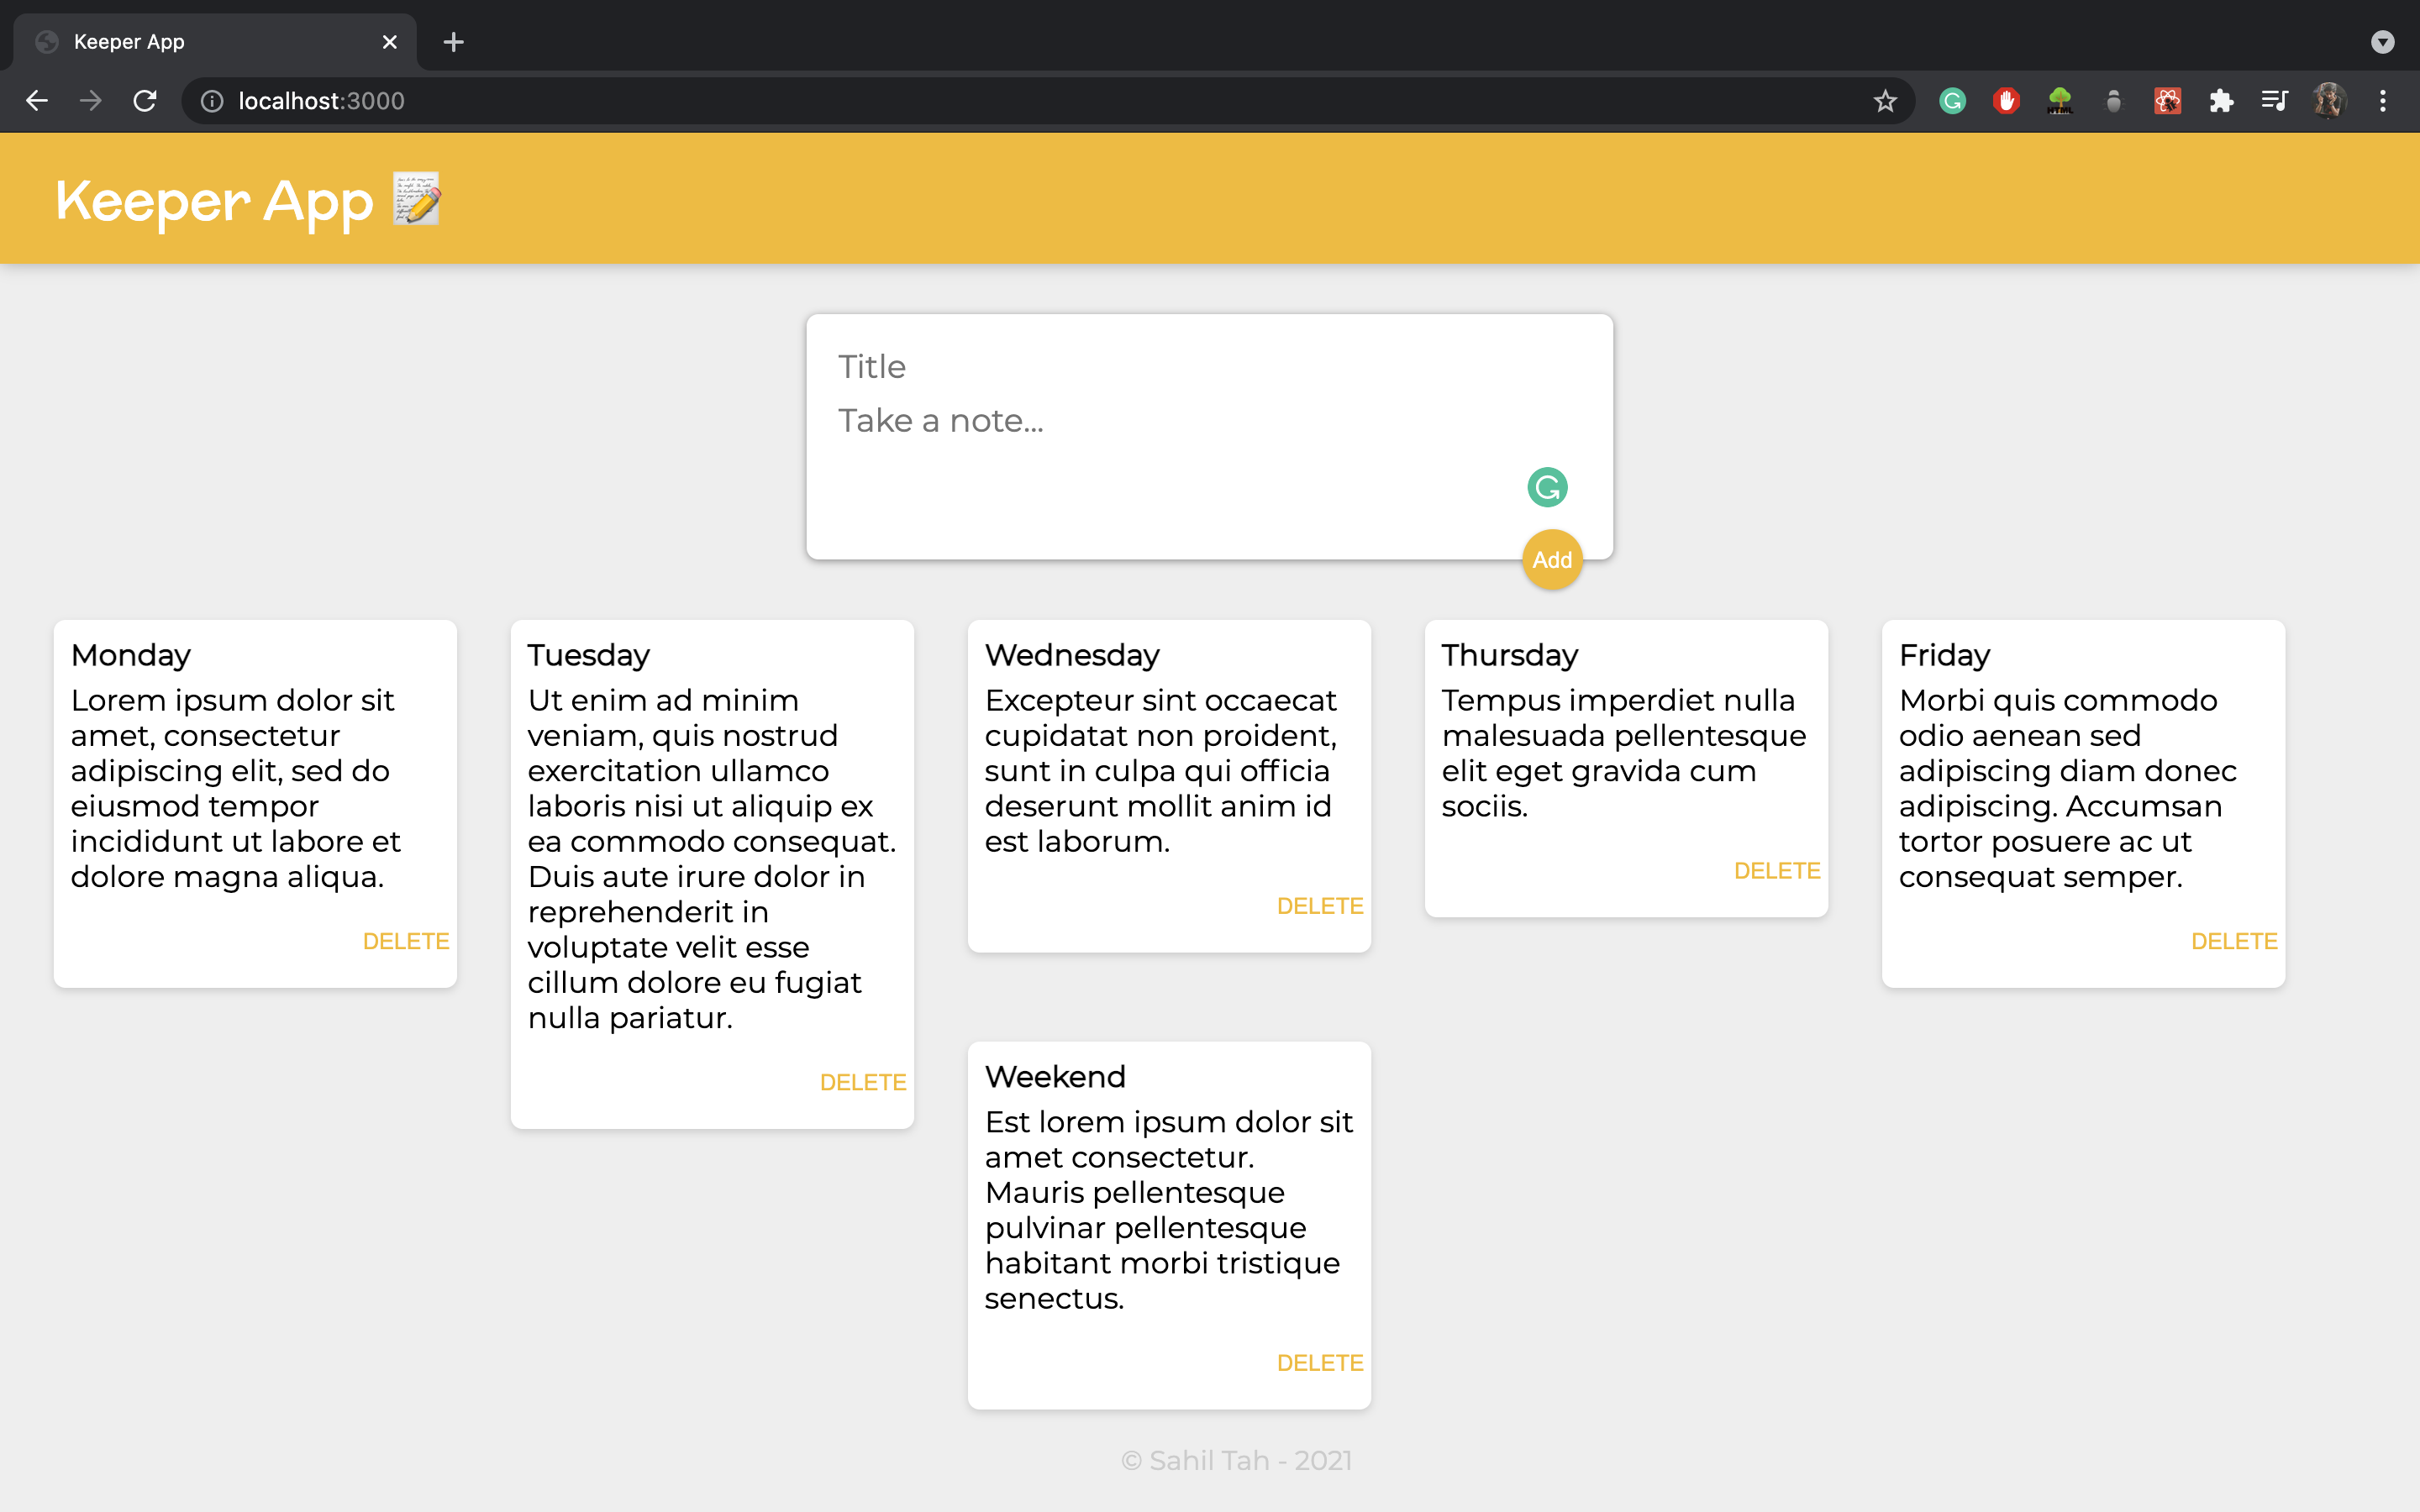 Keeper App
localhost:3000
HTML
Keeper App
Title
Take a note...
Add
Monday
Lorem ipsum dolor sit
amet, consectetur
adipiscing elit, sed do
eiusmod tempor
incididunt ut labore et
dolore magna aliqua.
DELETE
Tuesday
Ut enim ad minim
veniam, quis nostrud
exercitation ullamco
laboris nisi ut aliquip ex
ea commodo consequat.
Duis aute irure dolor in
reprehenderit in
voluptate velit esse
cillum dolore eu fugiat
nulla pariatur.
DELETE
Wednesday
Excepteur sint occaecat
cupidatat non proident,
sunt in culpa qui officia
deserunt mollit anim id
est laborum.
DELETE
Thursday
Tempus imperdiet nulla
malesuada pellentesque
elit eget gravida cum
sociis.
DELETE
Friday
Morbi quis commodo
odio aenean sed
adipiscing diam donec
adipiscing. Accumsan
tortor posuere ac ut
consequat semper.
DELETE
Weekend
Est lorem ipsum dolor sit
amet consectetur.
Mauris pellentesque
pulvinar pellentesque
habitant morbi tristique
senectus.
DELETE
© Sahil Tah - 2021